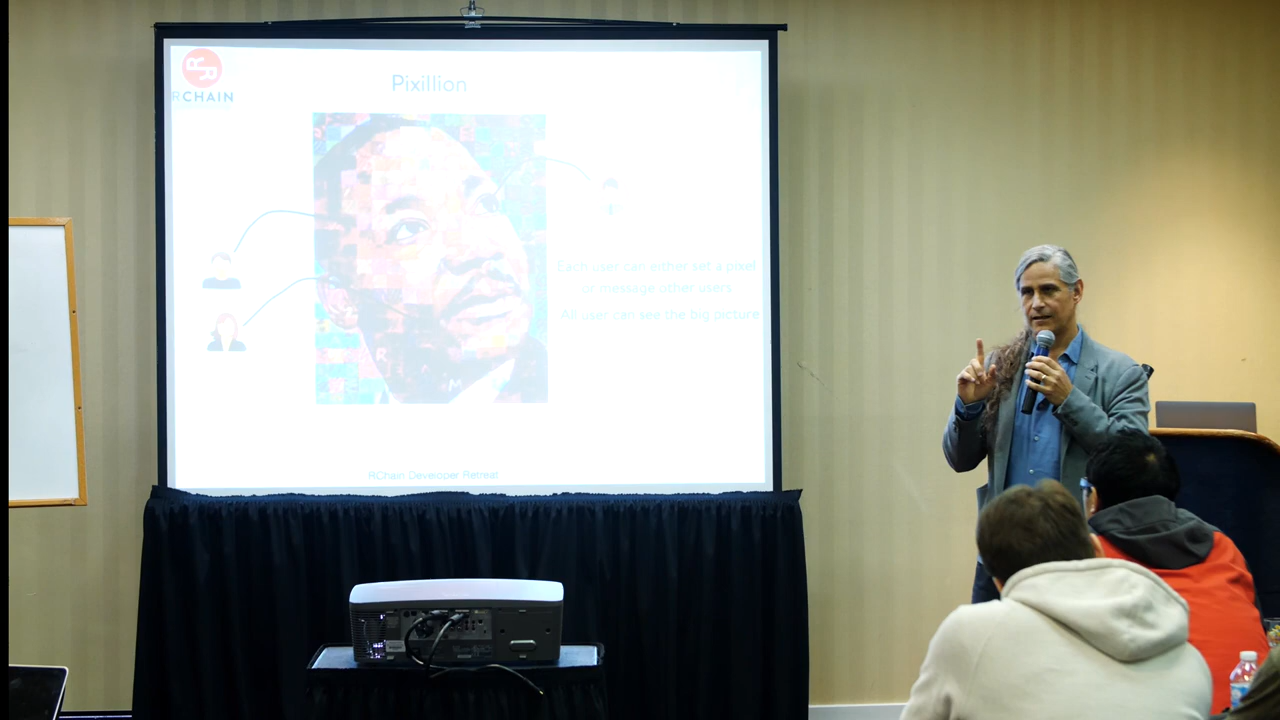 RCHAIN
Pixillion
Each user can either set a pixel
or message other users
All user can see the big picture
RChain Developer Retreat